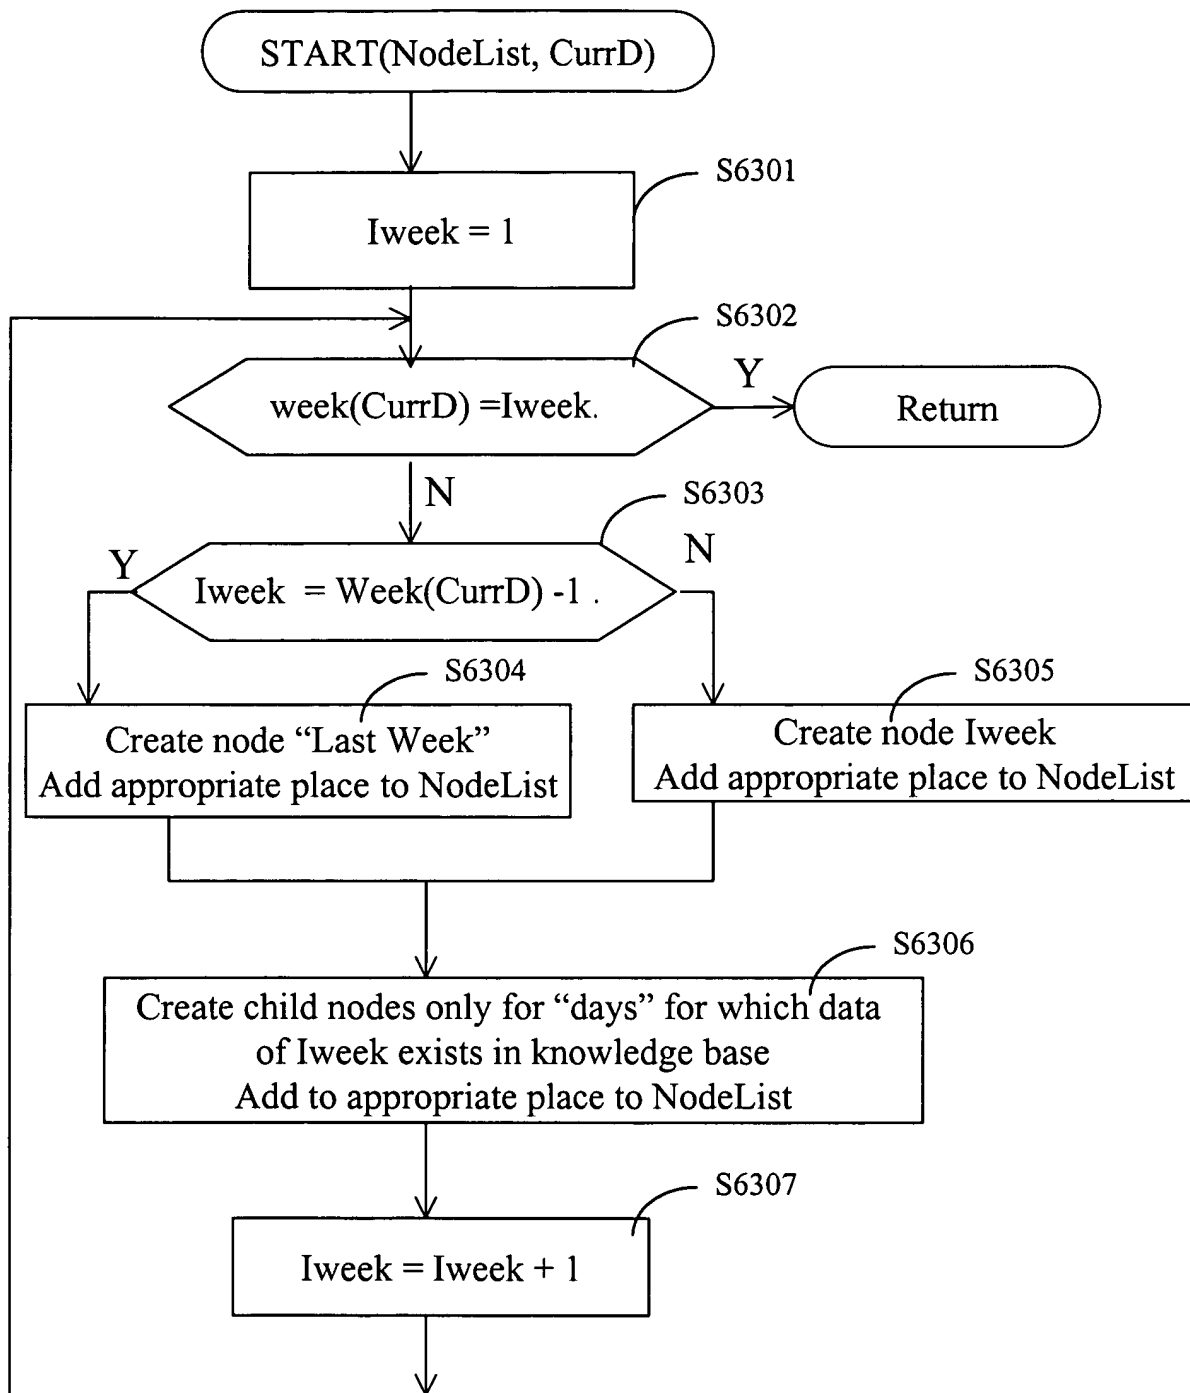 START(NodeList, CurrD)
S6301
Iweek = 1
S6302
week(CurrD) =Iweek.
Y
Return
N
S6303
Y
N
Iweek = Week(CurrD) -1 .
S6304
S6305
Create node “Last Week”
Add appropriate place to NodeList
Create node Iweek
Add appropriate place to NodeList
S6306
Create child nodes only for “days” for which data
of Iweek exists in knowledge base
Add to appropriate place to NodeList
S6307
Iweek = Iweek + 1